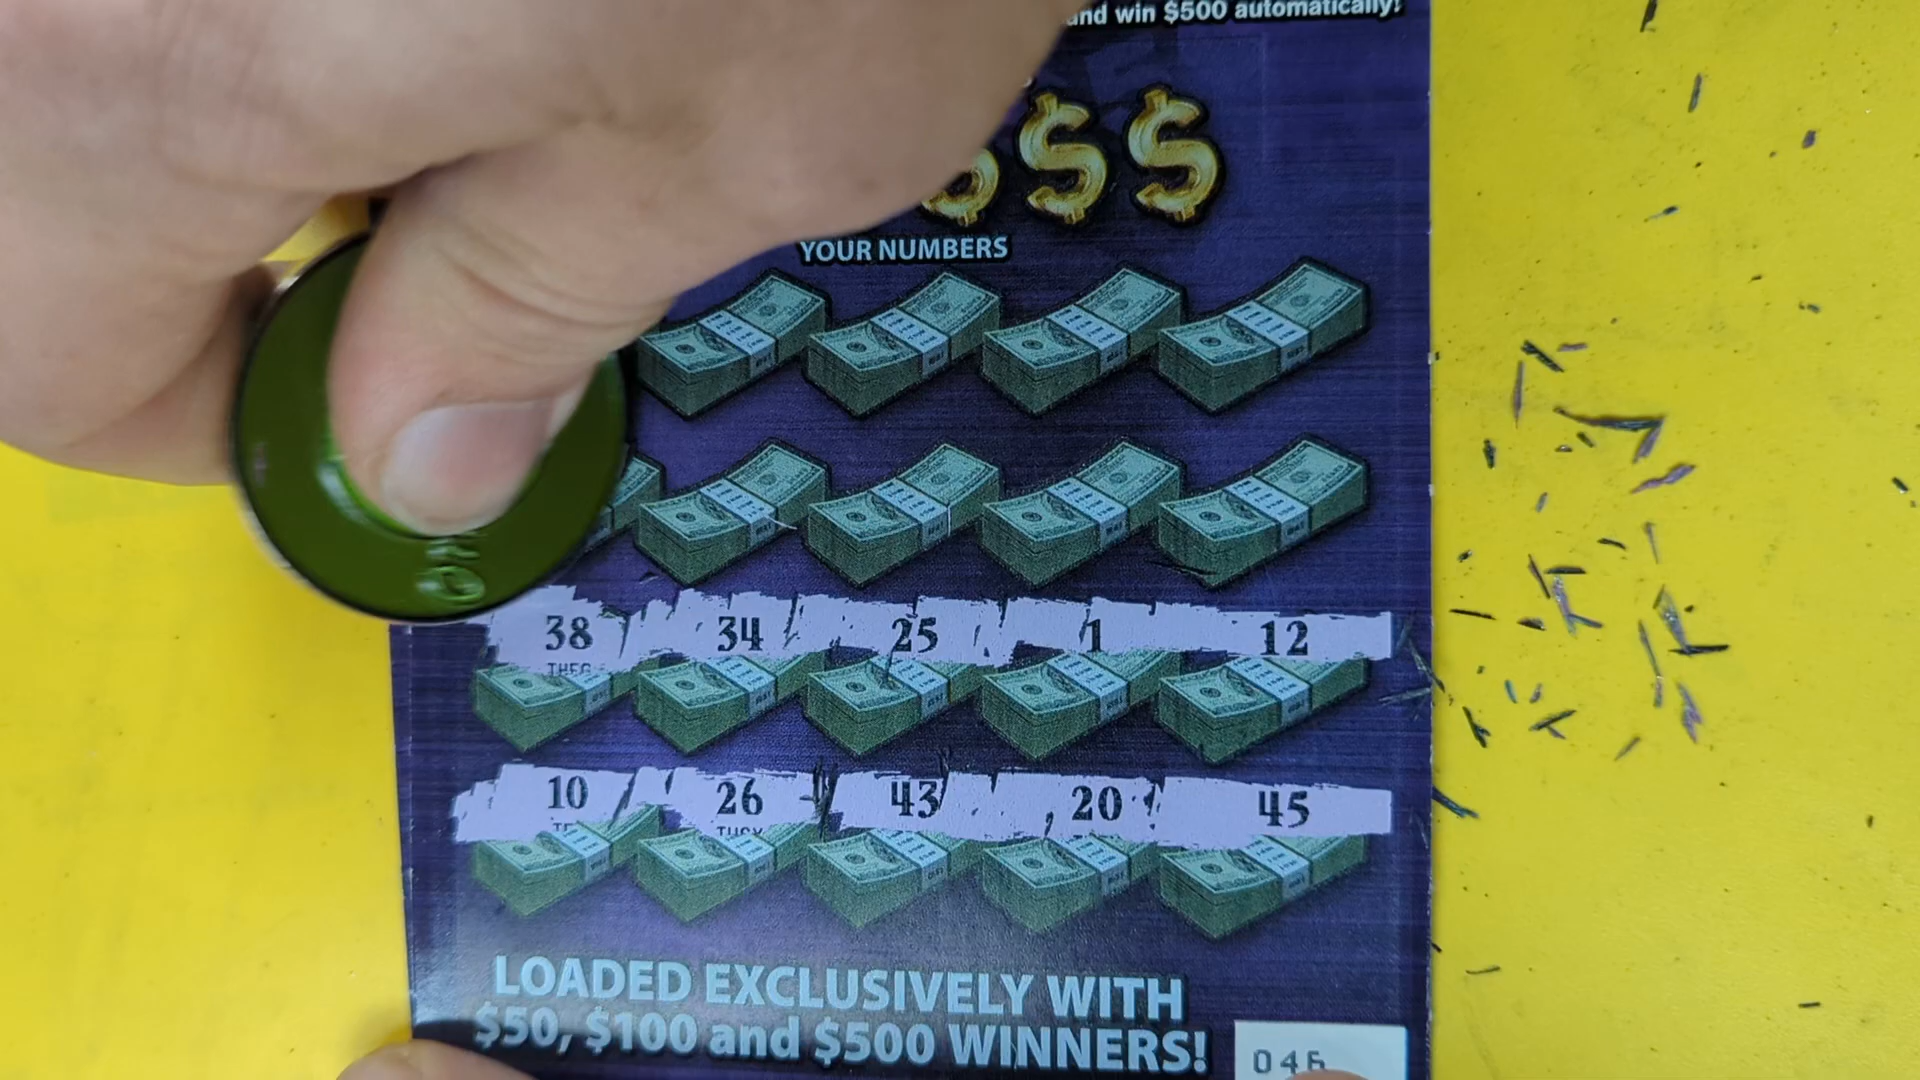 and win $500 automatically!
$$$
YOUR NUMBERS
38 34 25 1 12
10 26 43 20 45
LOADED EXCLUSIVELY WITH
$50, $100 and $500 WINNERS!
046